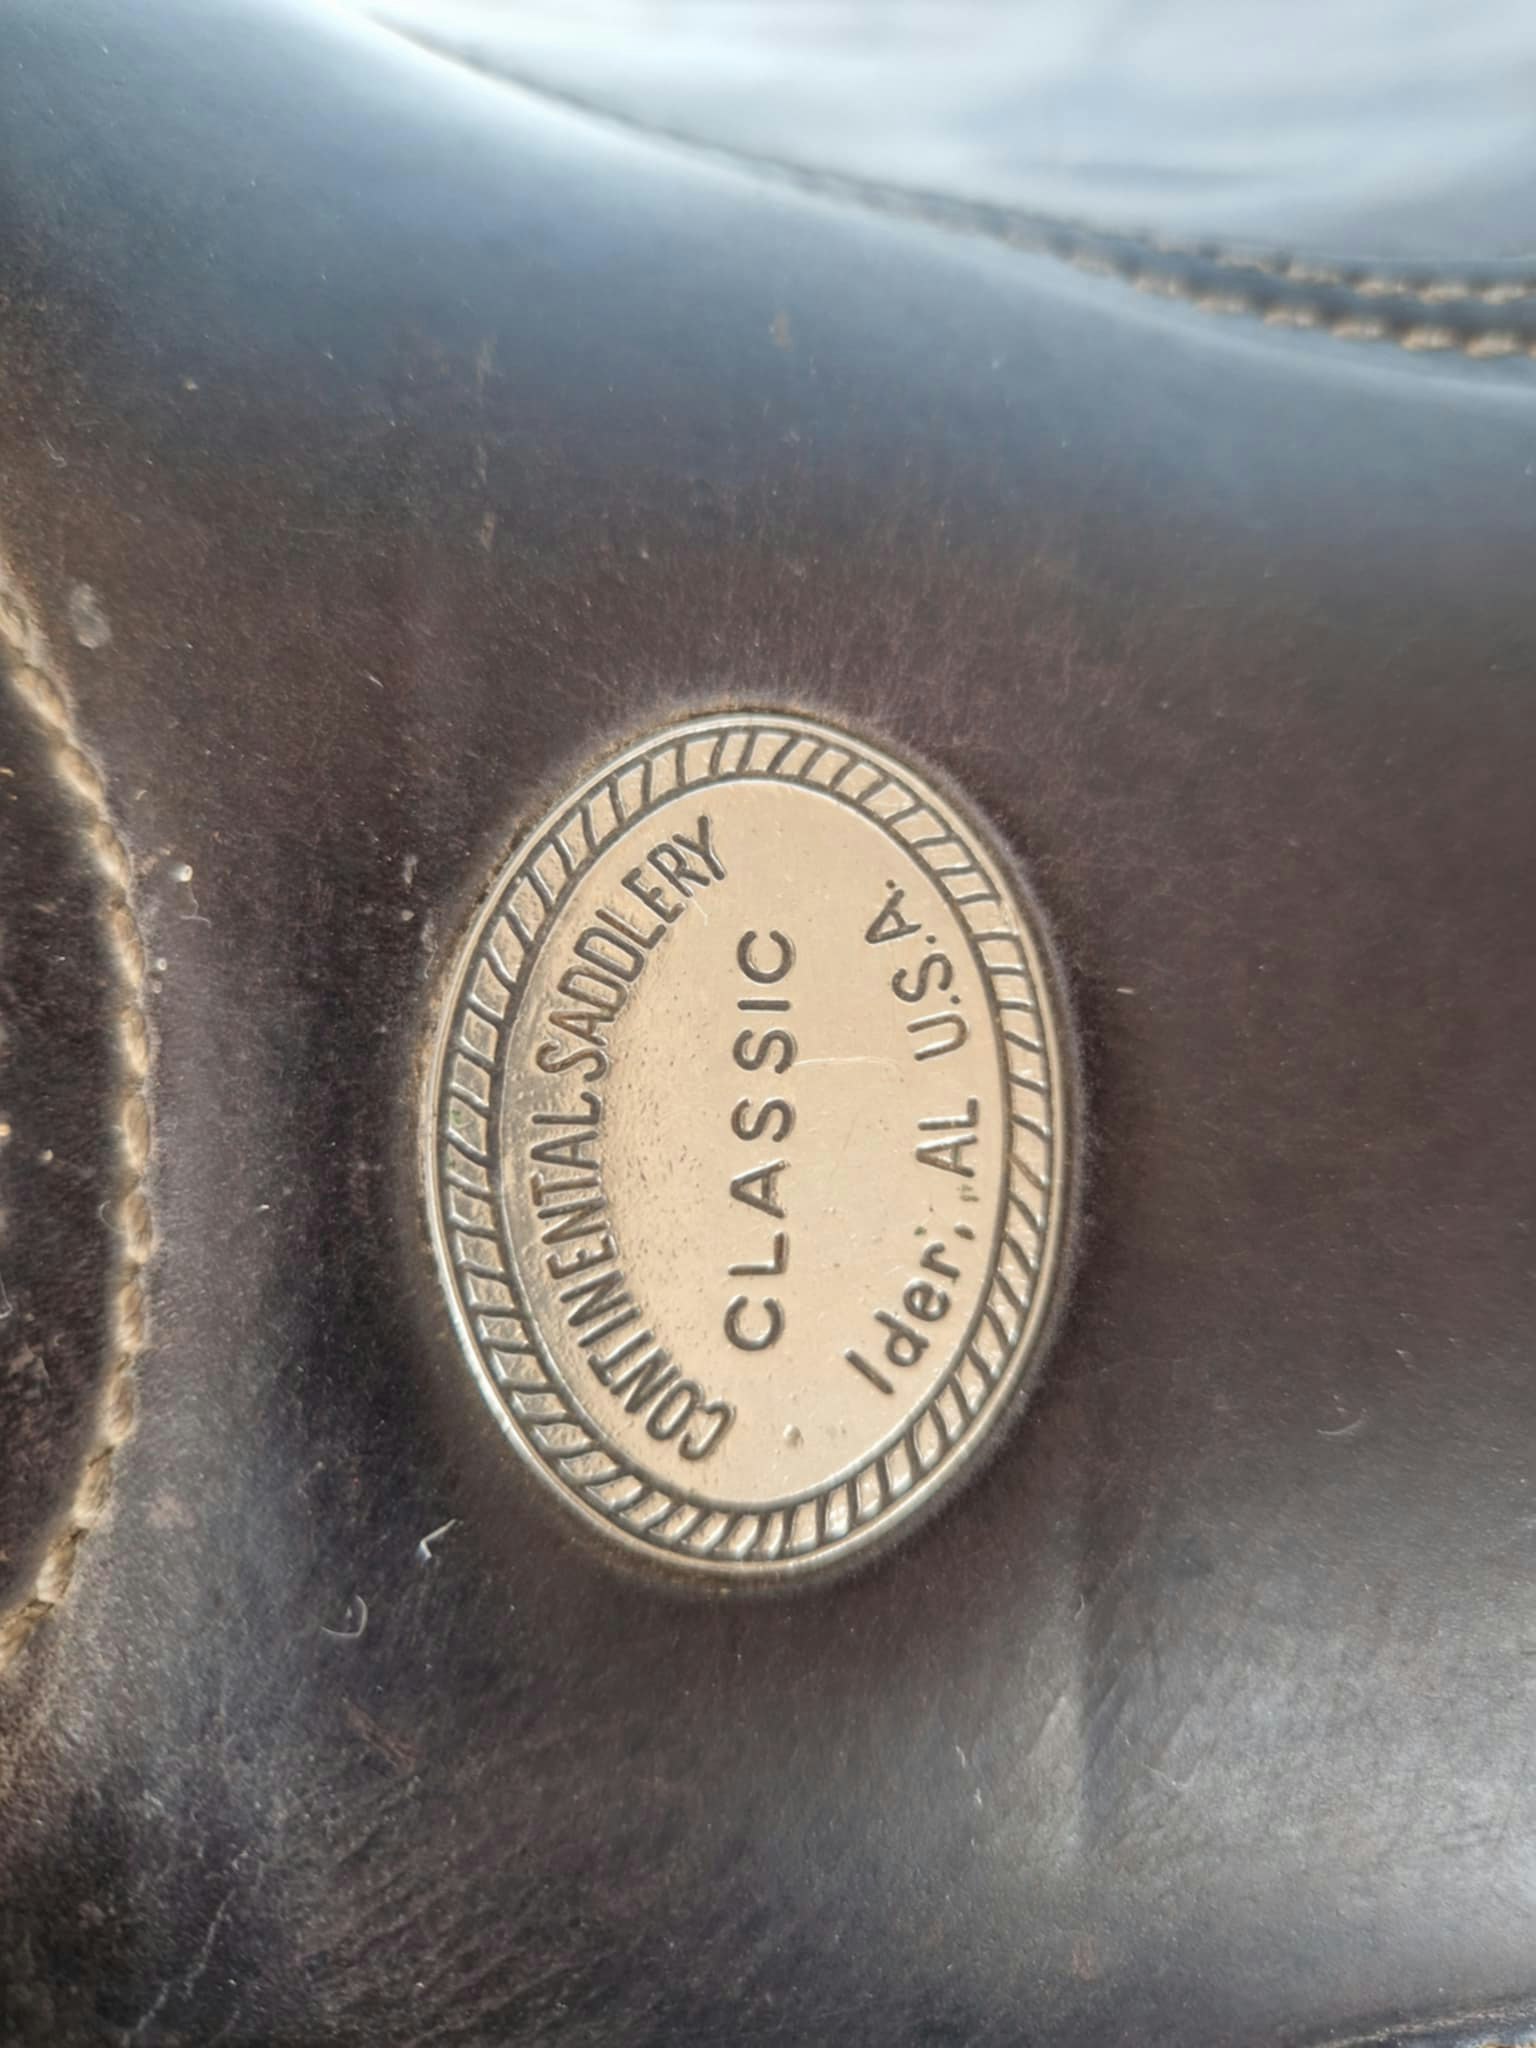 CONTINENTAL SADDLERY
CLASSIC
Ider, AL U.S.A.